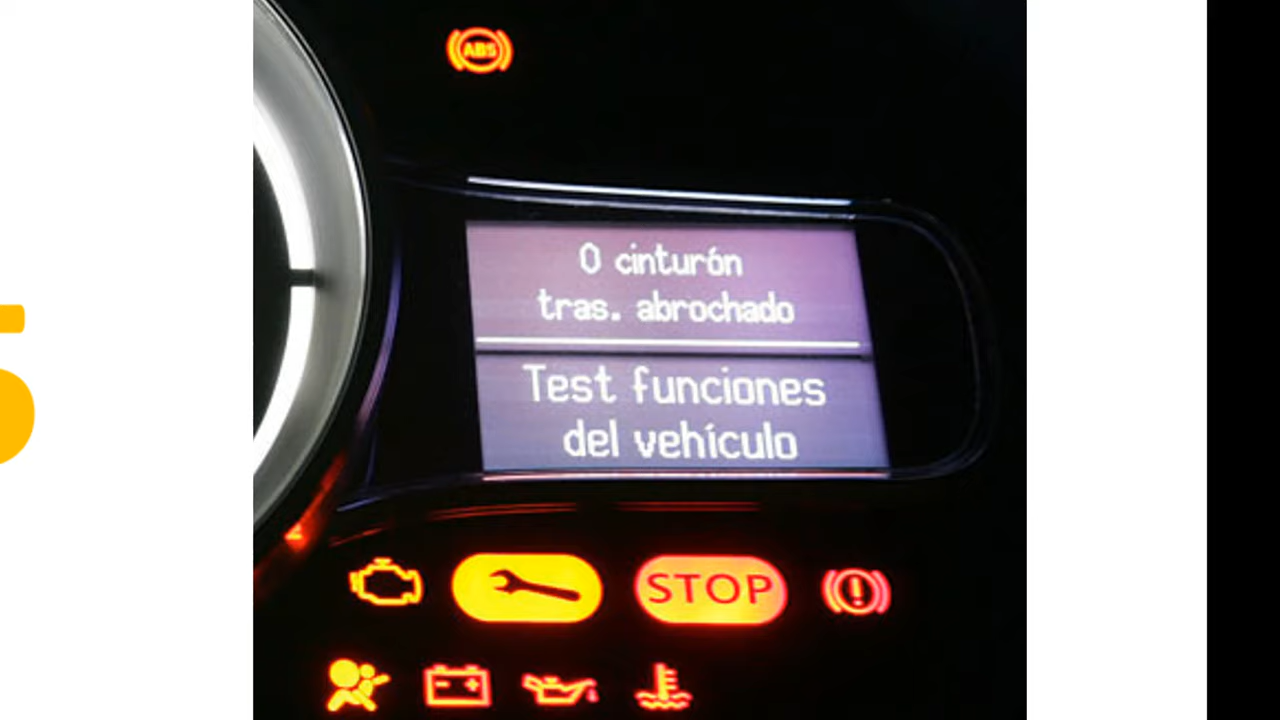 ABS
0 cinturón
tras. abrochado
Test funciones
del vehículo
STOP